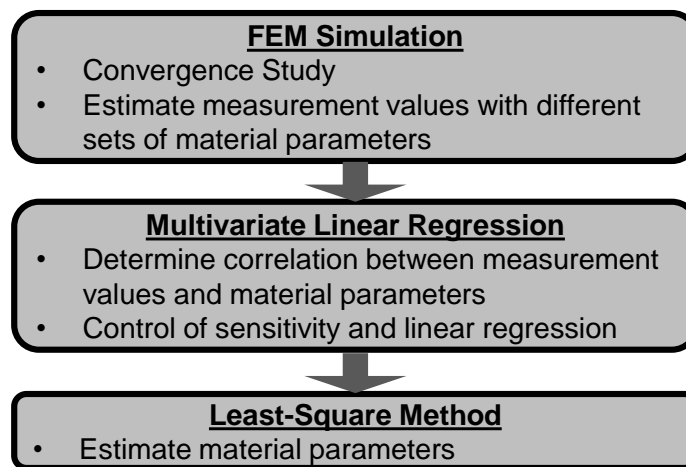 FEM Simulation
• Convergence Study
• Estimate measurement values with different
sets of material parameters
Multivariate Linear Regression
• Determine correlation between measurement
values and material parameters
• Control of sensitivity and linear regression
Least-Square Method
• Estimate material parameters